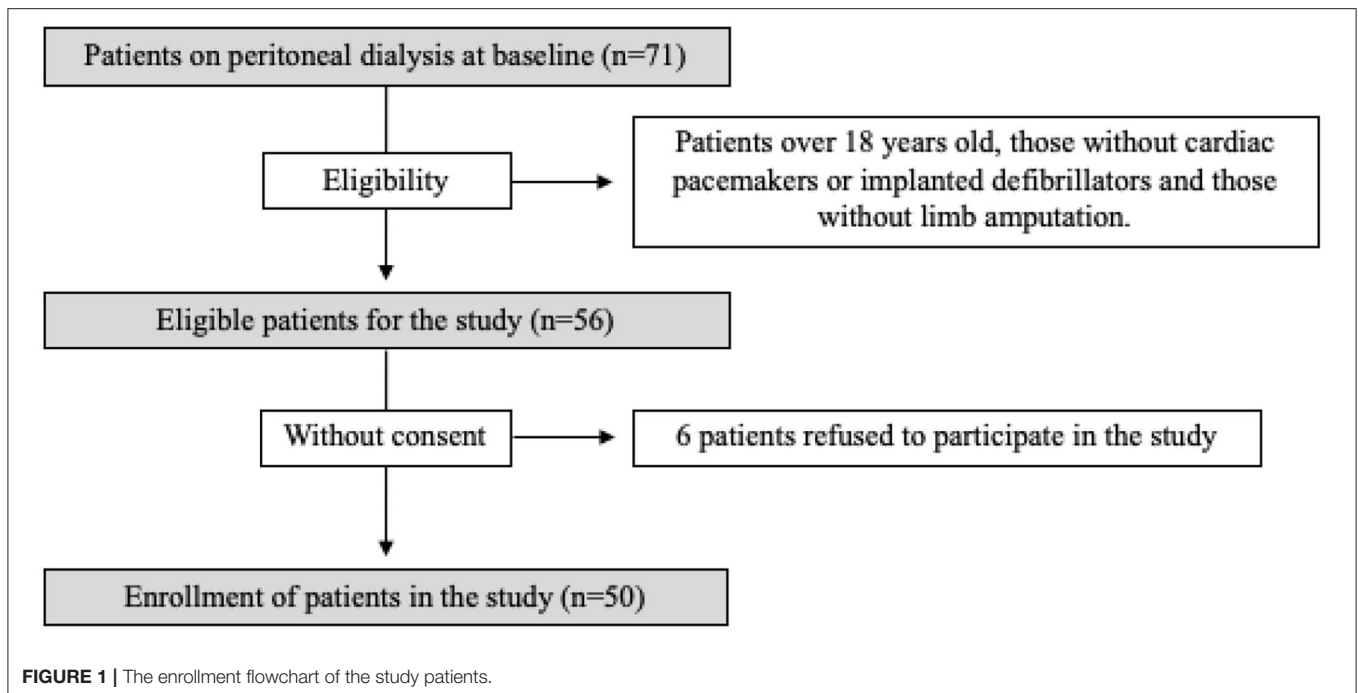 Patients on peritoneal dialysis at baseline (n=71)
Eligibility
Patients over 18 years old, those without cardiac
pacemakers or implanted defibrillators and those
without limb amputation.
Eligible patients for the study (n=56)
Without consent
6 patients refused to participate in the study
Enrollment of patients in the study (n=50)
FIGURE 1 | The enrollment flowchart of the study patients.